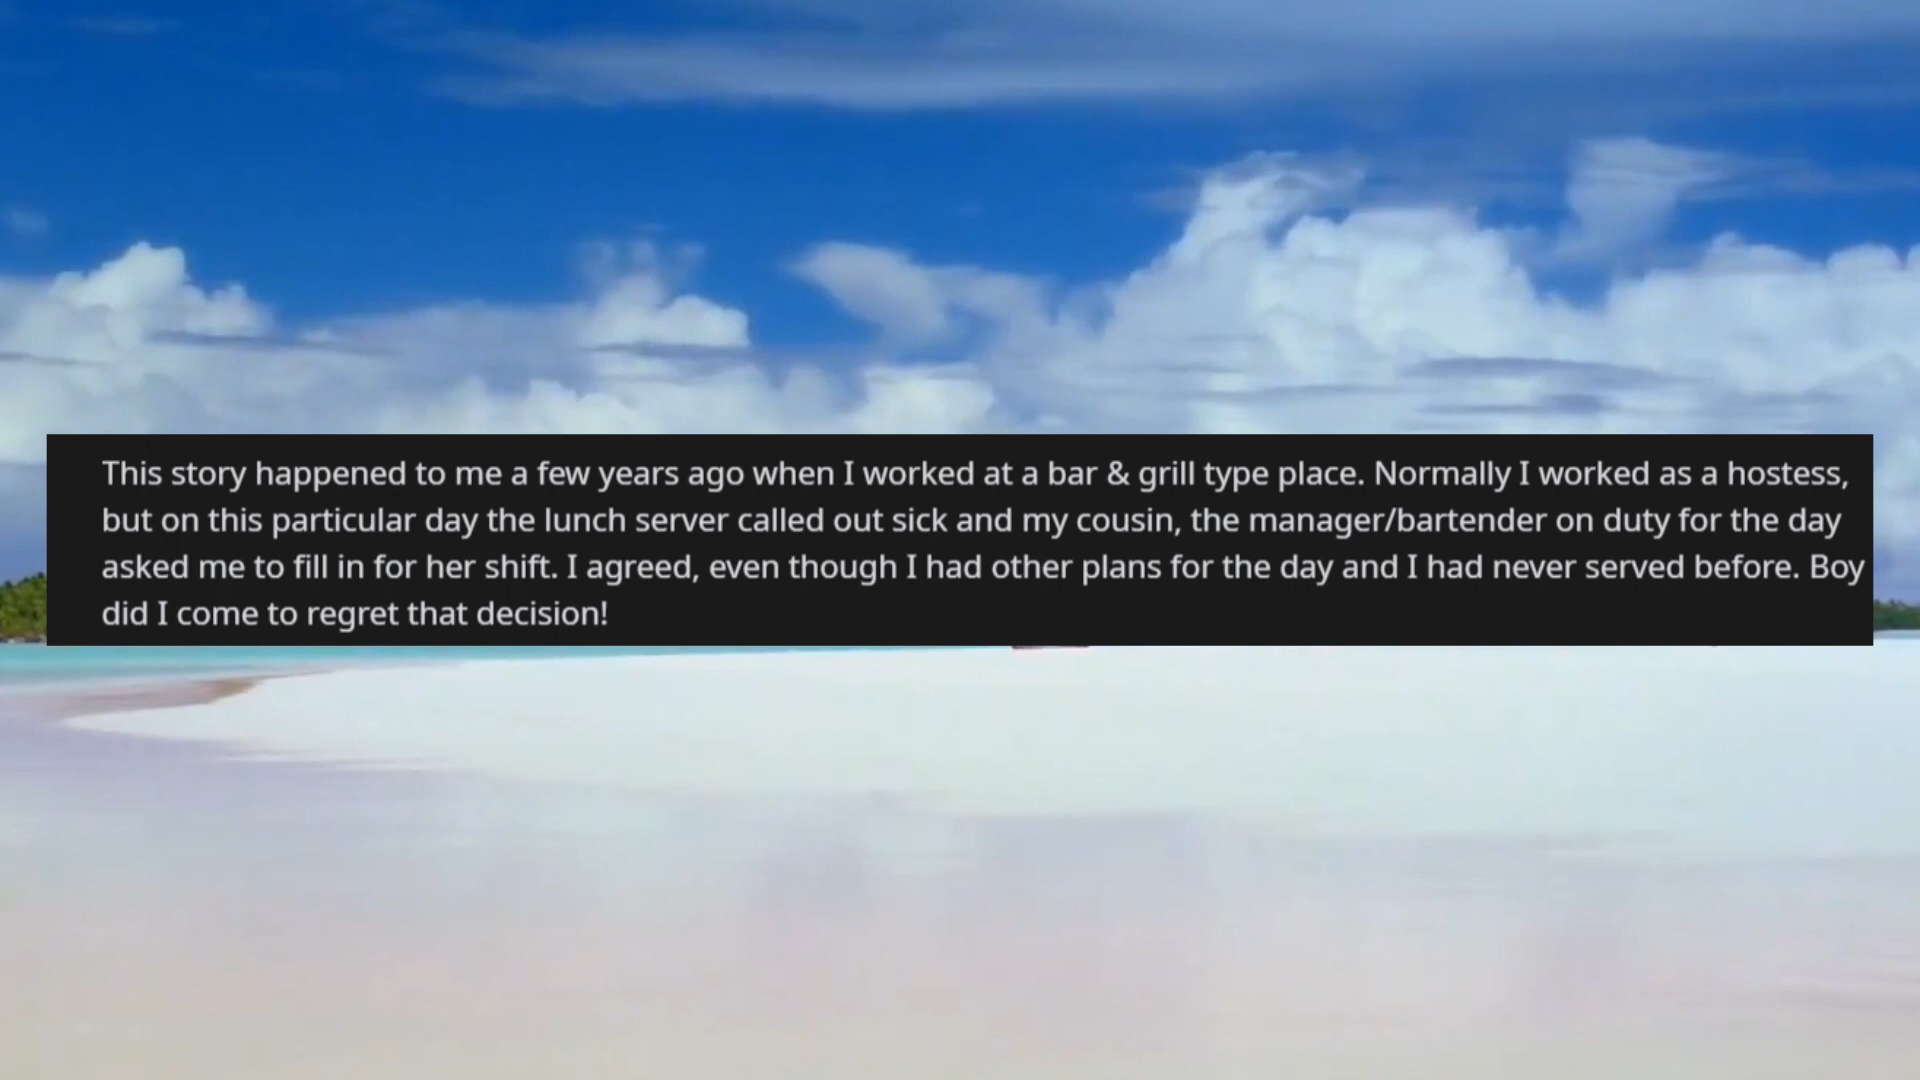 This story happened to me a few years ago when I worked at a bar & grill type place. Normally I worked as a hostess,
but on this particular day the lunch server called out sick and my cousin, the manager/bartender on duty for the day
asked me to fill in for her shift. I agreed, even though I had other plans for the day and I had never served before. Boy
did I come to regret that decision!